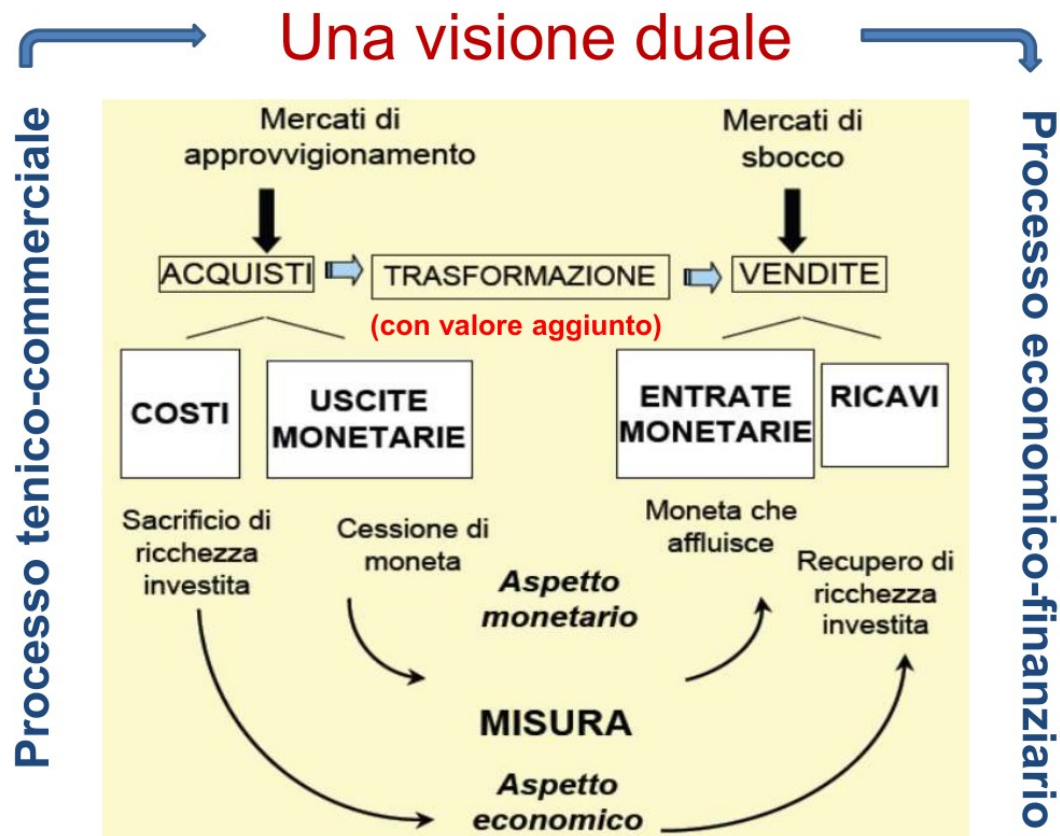 Una visione duale
Processo tenico-commerciale
Mercati di
approvvigionamento
Mercati di
sbocco
ACQUISTI
TRASFORMAZIONE
VENDITE
(con valore aggiunto)
COSTI
USCITE
MONETARIE
ENTRATE
MONETARIE
RICAVI
Sacrificio di
ricchezza
investita
Cessione di
moneta
Moneta che
affluisce
Recupero di
ricchezza
investita
Aspetto
monetario
MISURA
Aspetto
economico
Processo economico-finanziario